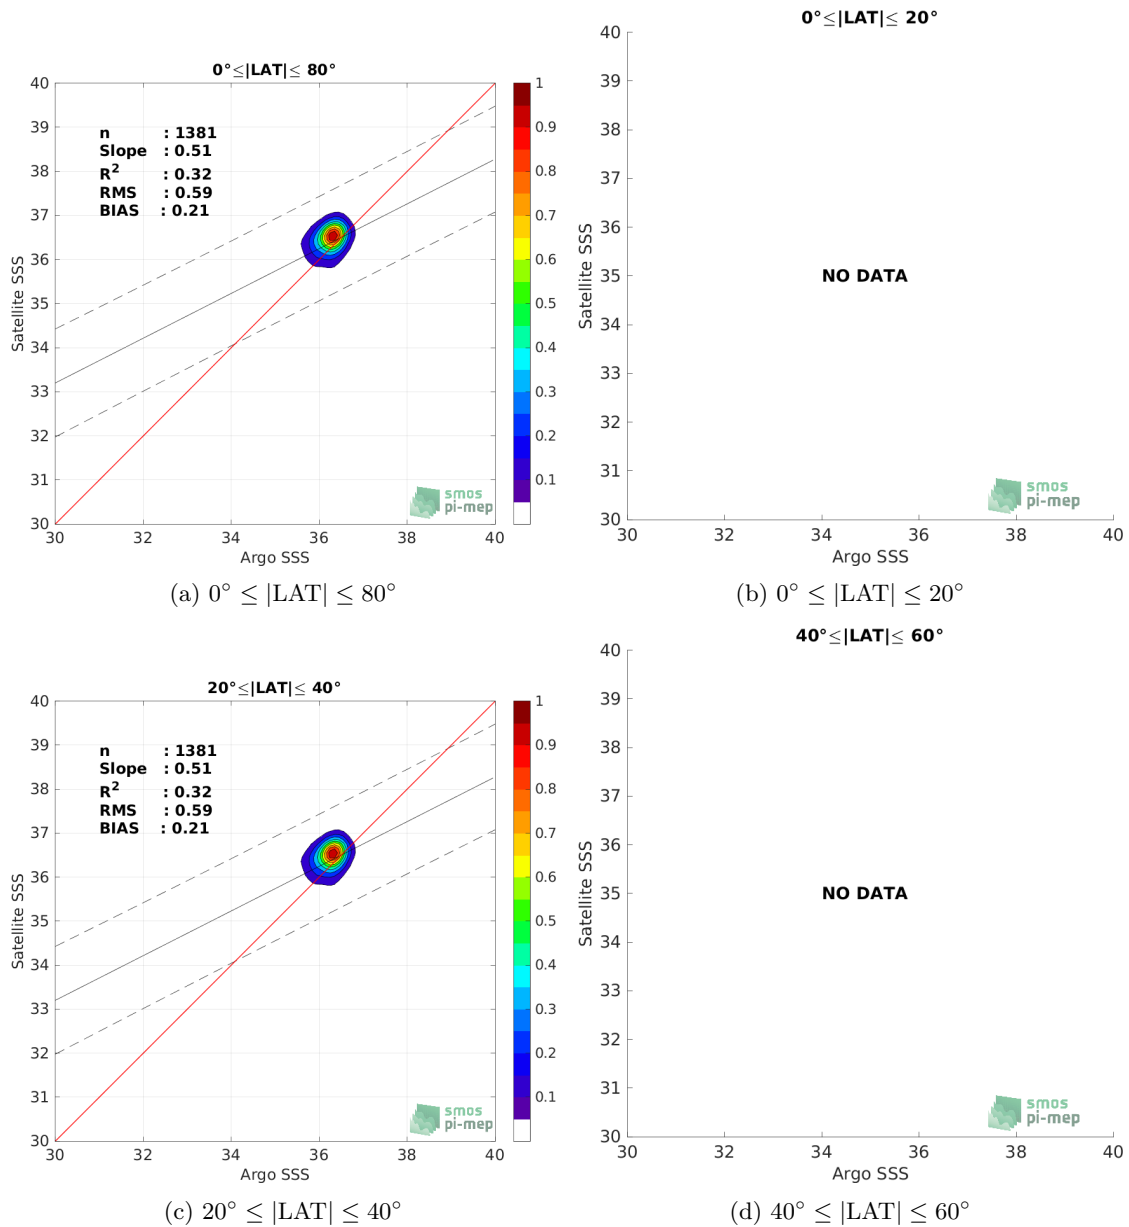 0°≤|LAT|≤ 80°
40
39
38
37
36
35
34
33
32
31
30
30 32 34 36 38 40
Satellite SSS
Argo SSS
n : 1381
Slope : 0.51
R² : 0.32
RMS : 0.59
BIAS : 0.21
1
0.9
0.8
0.7
0.6
0.5
0.4
0.3
0.2
0.1
smos
pi-mep
(a) 0° ≤ |LAT| ≤ 80°
0°≤|LAT|≤ 20°
40
39
38
37
36
35
34
33
32
31
30
30 32 34 36 38 40
Satellite SSS
Argo SSS
NO DATA
smos
pi-mep
(b) 0° ≤ |LAT| ≤ 20°
20°≤|LAT|≤ 40°
40
39
38
37
36
35
34
33
32
31
30
30 32 34 36 38 40
Satellite SSS
Argo SSS
n : 1381
Slope : 0.51
R² : 0.32
RMS : 0.59
BIAS : 0.21
1
0.9
0.8
0.7
0.6
0.5
0.4
0.3
0.2
0.1
smos
pi-mep
(c) 20° ≤ |LAT| ≤ 40°
40°≤|LAT|≤ 60°
40
39
38
37
36
35
34
33
32
31
30
30 32 34 36 38 40
Satellite SSS
Argo SSS
NO DATA
smos
pi-mep
(d) 40° ≤ |LAT| ≤ 60°